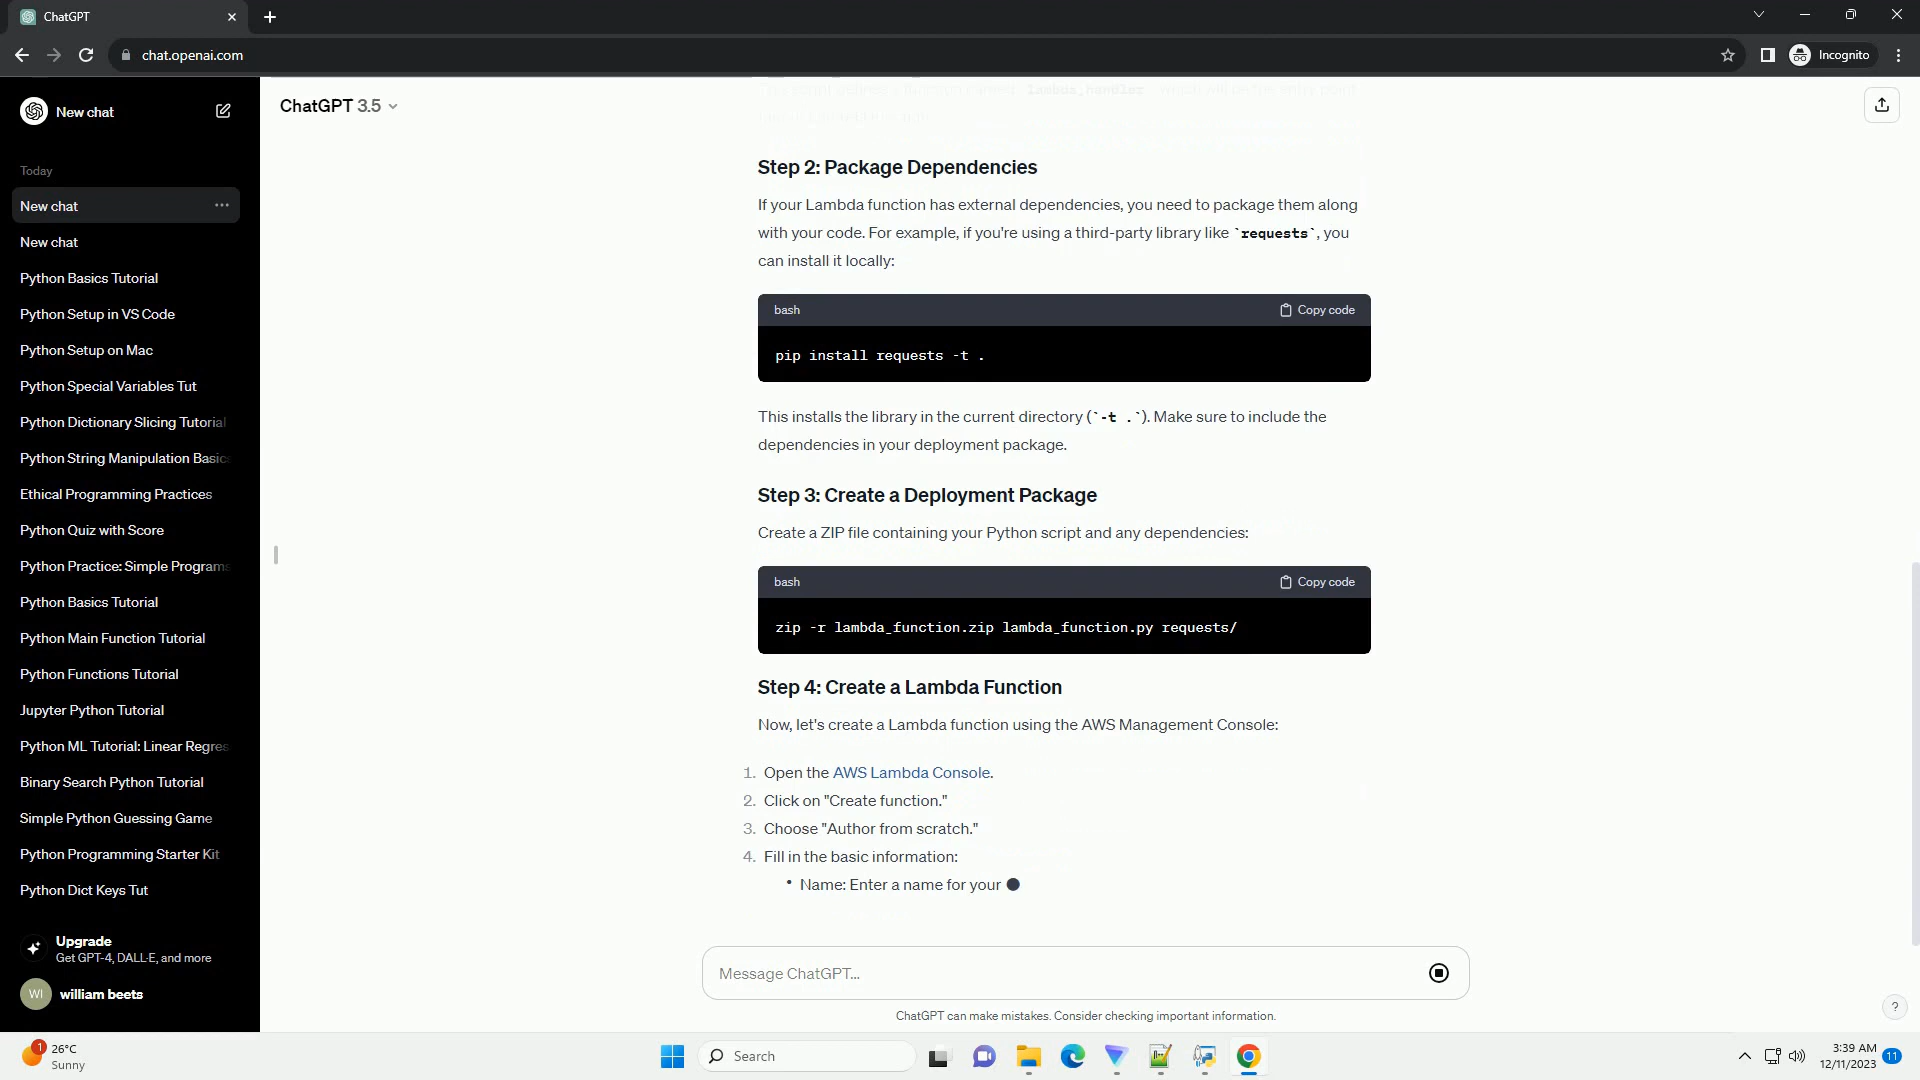 ChatGPT
chat.openai.com
Incognito
New chat
Today
New chat
New chat
Python Basics Tutorial
Python Setup in VS Code
Python Setup on Mac
Python Special Variables Tut
Python Dictionary Slicing Tutorial
Python String Manipulation Basics
Ethical Programming Practices
Python Quiz with Score
Python Practice: Simple Programs
Python Basics Tutorial
Python Main Function Tutorial
Python Functions Tutorial
Jupyter Python Tutorial
Python ML Tutorial: Linear Regres
Binary Search Python Tutorial
Simple Python Guessing Game
Python Programming Starter Kit
Python Dict Keys Tut
Upgrade
Get GPT-4, DALL·E, and more
WI
william beets
ChatGPT 3.5
Step 2: Package Dependencies
If your Lambda function has external dependencies, you need to package them along
with your code. For example, if you're using a third-party library like `requests`, you
can install it locally:
bash
Copy code
pip install requests -t .
This installs the library in the current directory (`-t .`). Make sure to include the
dependencies in your deployment package.
Step 3: Create a Deployment Package
Create a ZIP file containing your Python script and any dependencies:
bash
Copy code
zip -r lambda_function.zip lambda_function.py requests/
Step 4: Create a Lambda Function
Now, let's create a Lambda function using the AWS Management Console:
1. Open the AWS Lambda Console.
2. Click on "Create function."
3. Choose "Author from scratch."
4. Fill in the basic information:
• Name: Enter a name for your
Message ChatGPT...
ChatGPT can make mistakes. Consider checking important information.
?
1
26°C
Sunny
Search
3:39 AM
12/11/2023
11